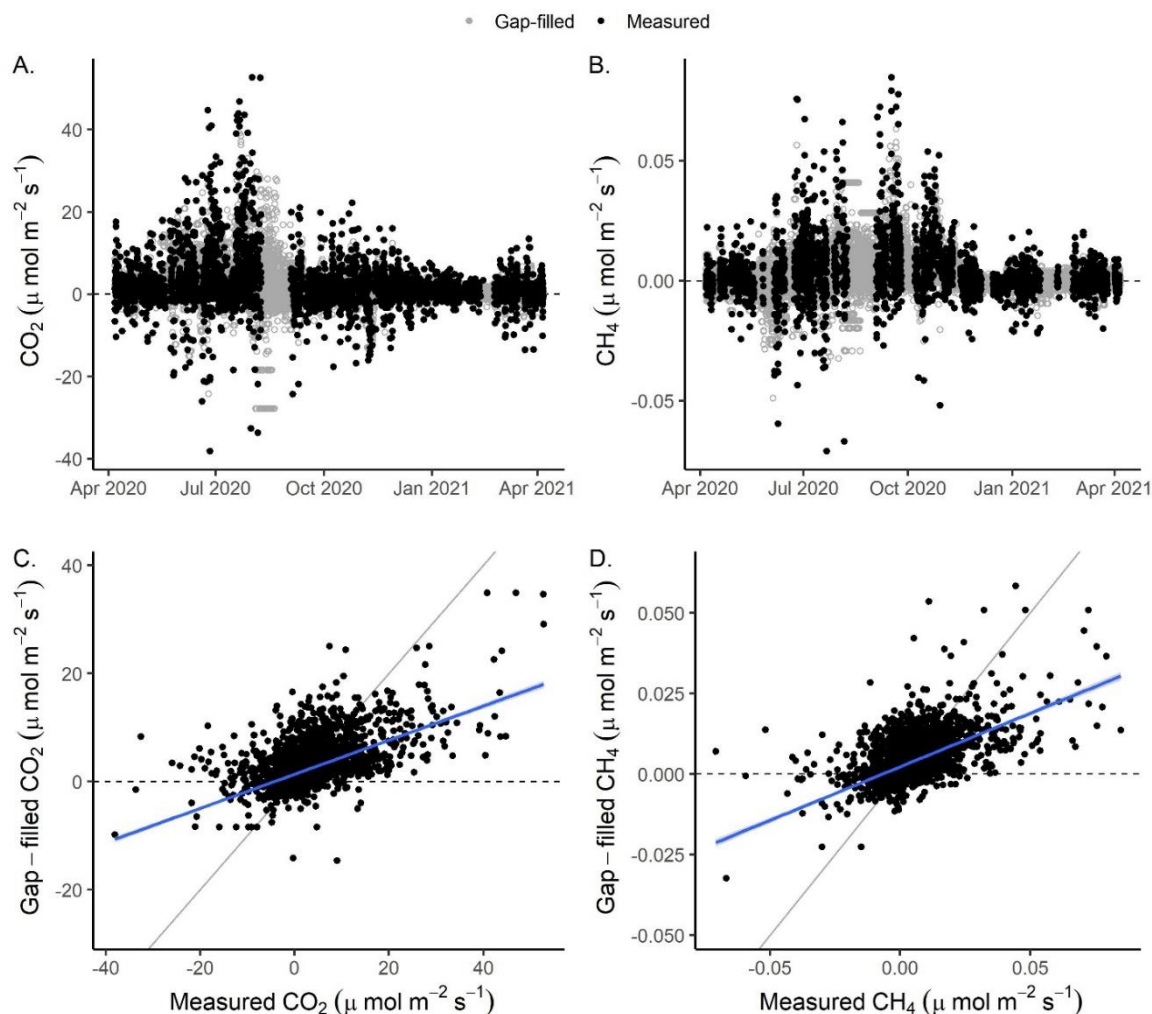 Gap-filled Measured
A.
CO₂ (μ mol m⁻² s⁻¹)
40
20
0
-20
-40
Apr 2020 Jul 2020 Oct 2020 Jan 2021 Apr 2021
B.
CH₄ (μ mol m⁻² s⁻¹)
0.05
0.00
-0.05
Apr 2020 Jul 2020 Oct 2020 Jan 2021 Apr 2021
C.
Gap−filled CO₂ (μ mol m⁻² s⁻¹)
40
20
0
-20
-40 -20 0 20 40
Measured CO₂ (μ mol m⁻² s⁻¹)
D.
Gap−filled CH₄ (μ mol m⁻² s⁻¹)
0.050
0.025
0.000
-0.025
-0.050
-0.05 0.00 0.05
Measured CH₄ (μ mol m⁻² s⁻¹)